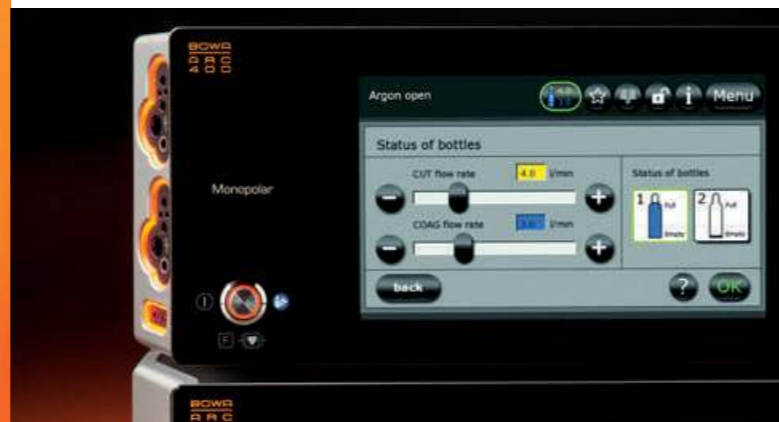 BOWA
ARC
400
Argon open
i
Menu
Status of bottles
CUT flow rate
4.0
l/min
Status of bottles
Monopolar
1
Full
Empty
2
Full
Empty
COAG flow rate
l/min
back
?
OK
I
F
BOWA
ARC